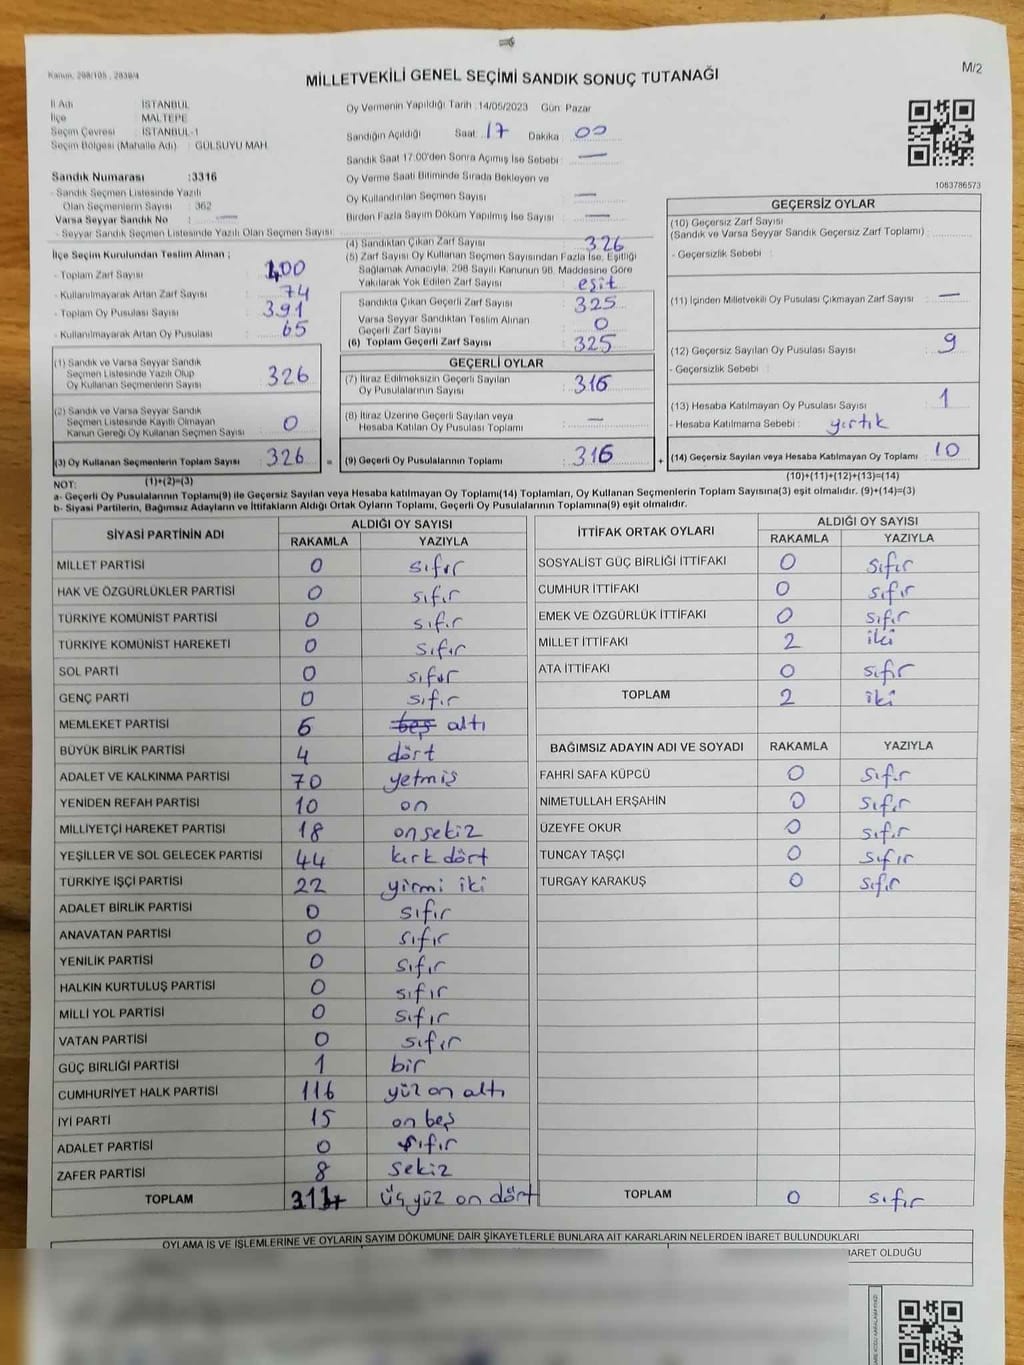 Kanun, 298/105 , 2839/4
M/2
MİLLETVEKİLİ GENEL SEÇİMİ SANDIK SONUÇ TUTANAĞI
İl Adı İSTANBUL
İlçe MALTEPE
Seçim Çevresi : İSTANBUL-1
Seçim Bölgesi (Mahalle Adı) : GÜLSUYU MAH.
Sandık Numarası :3316
- Sandık Seçmen Listesinde Yazılı
Olan Seçmenlerin Sayısı : 362
Varsa Seyyar Sandık No : —
- Seyyar Sandık Seçmen Listesinde Yazılı Olan Seçmen Sayısı :
Oy Vermenin Yapıldığı Tarih :14/05/2023 Gün Pazar
Sandığın Açıldığı Saat 17 Dakika 00
Sandık Saat 17:00'den Sonra Açımış İse Sebebi : —
Oy Verme Saati Bitiminde Sırada Bekleyen ve
Oy Kullandırılan Seçmen Sayısı : —
Birden Fazla Sayım Döküm Yapılmış İse Sayısı : —
1063786573
İlçe Seçim Kurulundan Teslim Alınan ;
- Toplam Zarf Sayısı : 400
- Kullanılmayarak Artan Zarf Sayısı : 74
- Toplam Oy Pusulası Sayısı : 391
- Kullanılmayarak Artan Oy Pusulası : 65
(1) Sandık ve Varsa Seyyar Sandık
Seçmen Listesinde Yazılı Olup
Oy Kullanan Seçmenlerin Sayısı : 326
(2) Sandık ve Varsa Seyyar Sandık
Seçmen Listesinde Kayıtlı Olmayan
Kanun Gereği Oy Kullanan Seçmen Sayısı : 0
(3) Oy Kullanan Seçmenlerin Toplam Sayısı : 326 =
(1)+(2)=(3)
(4) Sandıktan Çıkan Zarf Sayısı : 326
(5) Zarf Sayısı Oy Kullanan Seçmen Sayısından Fazla İse, Eşitliği
Sağlamak Amacıyla, 298 Sayılı Kanunun 98. Maddesine Göre
Yakılarak Yok Edilen Zarf Sayısı : eşit
Sandıkta Çıkan Geçerli Zarf Sayısı : 325
Varsa Seyyar Sandıktan Teslim Alınan
Geçerli Zarf Sayısı : 0
(6) Toplam Geçerli Zarf Sayısı : 325
GEÇERLİ OYLAR
(7) İtiraz Edilmeksizin Geçerli Sayılan
Oy Pusulalarının Sayısı : 316
(8) İtiraz Üzerine Geçerli Sayılan veya
Hesaba Katılan Oy Pusulası Toplamı : —
(9) Geçerli Oy Pusulalarının Toplamı : 316 +
GEÇERSİZ OYLAR
(10) Geçersiz Zarf Sayısı
(Sandık ve Varsa Seyyar Sandık Geçersiz Zarf Toplamı) :
- Geçersizlik Sebebi :
(11) İçinden Milletvekili Oy Pusulası Çıkmayan Zarf Sayısı : —
(12) Geçersiz Sayılan Oy Pusulası Sayısı : 9
- Geçersizlik Sebebi :
(13) Hesaba Katılmayan Oy Pusulası Sayısı : 1
- Hesaba Katılmama Sebebi : yırtık
(14) Geçersiz Sayılan veya Hesaba Katılmayan Oy Toplamı : 10
(10)+(11)+(12)+(13)=(14)
NOT:
a- Geçerli Oy Pusulalarının Toplamı(9) ile Geçersiz Sayılan veya Hesaba katılmayan Oy Toplamı(14) Toplamları, Oy Kullanan Seçmenlerin Toplam Sayısına(3) eşit olmalıdır. (9)+(14)=(3)
b- Siyasi Partilerin, Bağımsız Adayların ve İttifakların Aldığı Ortak Oyların Toplamı, Geçerli Oy Pusulalarının Toplamına(9) eşit olmalıdır.
SİYASİ PARTİNİN ADI ALDIĞI OY SAYISI
RAKAMLA YAZIYLA
MİLLET PARTİSİ 0 sıfır
HAK VE ÖZGÜRLÜKLER PARTİSİ 0 sıfır
TÜRKİYE KOMÜNİST PARTİSİ 0 sıfır
TÜRKİYE KOMÜNİST HAREKETİ 0 sıfır
SOL PARTİ 0 sıfır
GENÇ PARTİ 0 sıfır
MEMLEKET PARTİSİ 6 beş altı
BÜYÜK BİRLİK PARTİSİ 4 dört
ADALET VE KALKINMA PARTİSİ 70 yetmiş
YENİDEN REFAH PARTİSİ 10 on
MİLLİYETÇİ HAREKET PARTİSİ 18 onsekiz
YEŞİLLER VE SOL GELECEK PARTİSİ 44 kırk dört
TÜRKİYE İŞÇİ PARTİSİ 22 yirmi iki
ADALET BİRLİK PARTİSİ 0 sıfır
ANAVATAN PARTİSİ 0 sıfır
YENİLİK PARTİSİ 0 sıfır
HALKIN KURTULUŞ PARTİSİ 0 sıfır
MİLLİ YOL PARTİSİ 0 sıfır
VATAN PARTİSİ 0 sıfır
GÜÇ BİRLİĞİ PARTİSİ 1 bir
CUMHURİYET HALK PARTİSİ 116 yüz on altı
İYİ PARTİ 15 on beş
ADALET PARTİSİ 0 sıfır
ZAFER PARTİSİ 8 sekiz
TOPLAM 314 üç yüz on dört
İTTİFAK ORTAK OYLARI ALDIĞI OY SAYISI
RAKAMLA YAZIYLA
SOSYALİST GÜÇ BİRLİĞİ İTTİFAKI 0 sıfır
CUMHUR İTTİFAKI 0 sıfır
EMEK VE ÖZGÜRLÜK İTTİFAKI 0 sıfır
MİLLET İTTİFAKI 2 iki
ATA İTTİFAKI 0 sıfır
TOPLAM 2 iki
BAĞIMSIZ ADAYIN ADI VE SOYADI RAKAMLA YAZIYLA
FAHRİ SAFA KÜPCÜ 0 sıfır
NİMETULLAH ERŞAHİN 0 sıfır
ÜZEYFE OKUR 0 sıfır
TUNCAY TAŞÇI 0 sıfır
TURGAY KARAKUŞ 0 sıfır
TOPLAM 0 sıfır
OYLAMA İŞ VE İŞLEMLERİNE VE OYLARIN SAYIM DÖKÜMÜNE DAİR ŞİKAYETLERLE BUNLARA AİT KARARLARIN NELERDEN İBARET BULUNDUKLARI
İBARET OLDUĞU